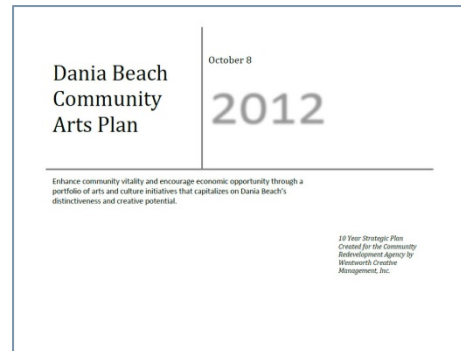 Dania Beach
Community
Arts Plan
October 8
2012
Enhance community vitality and encourage economic opportunity through a
portfolio of arts and culture initiatives that capitalizes on Dania Beach's
distinctiveness and creative potential.
10 Year Strategic Plan
Created for the Community
Redevelopment Agency by
Wentworth Creative
Management, Inc.